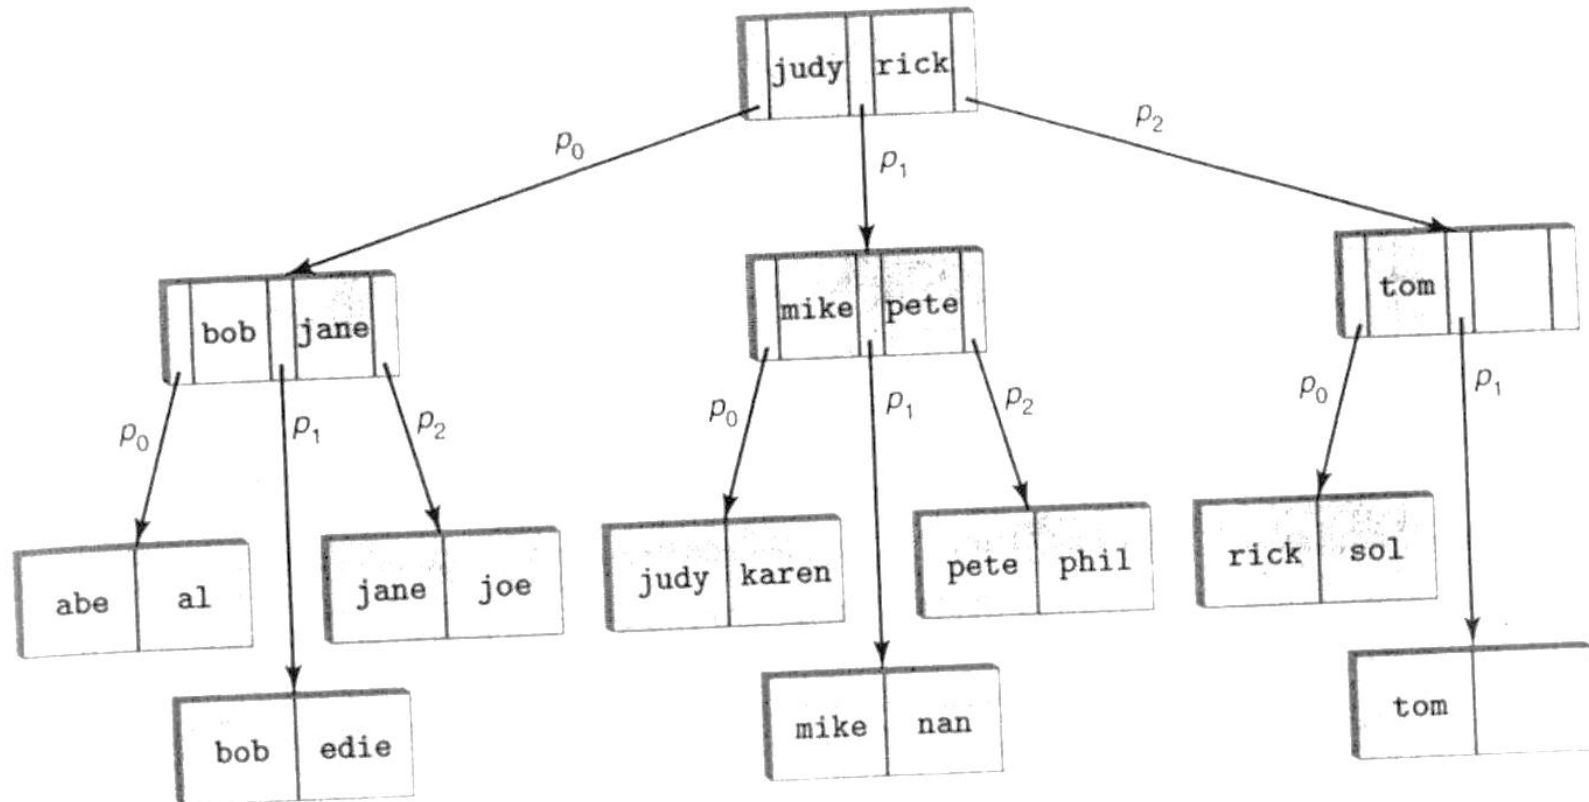 judy rick
p0 p1 p2
bob jane
mike pete
tom
p0 p1 p2
p0 p1 p2
p0 p1
abe al
jane joe
judy karen
pete phil
rick sol
bob edie
mike nan
tom